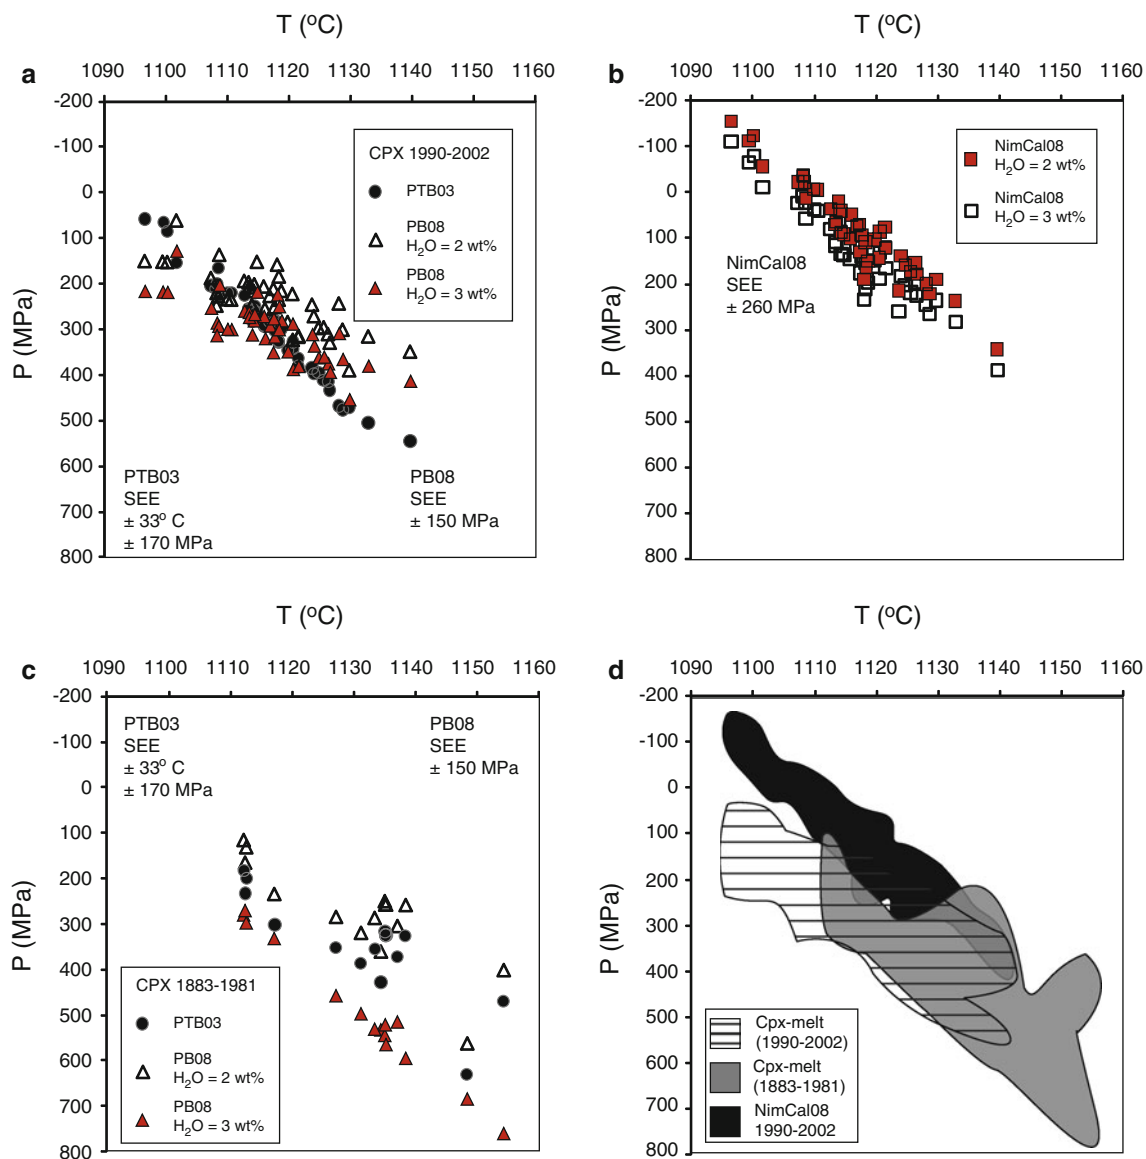 T (°C)
T (°C)
a
1090 1100 1110 1120 1130 1140 1150 1160
b
1090 1100 1110 1120 1130 1140 1150 1160
-200
-100
0
100
200
300
400
500
600
700
800
P (MPa)
CPX 1990-2002
PTB03
PB08
H₂O = 2 wt%
PB08
H₂O = 3 wt%
PTB03
SEE
± 33° C
± 170 MPa
PB08
SEE
± 150 MPa
-200
-100
0
100
200
300
400
500
600
700
800
P (MPa)
NimCal08
H₂O = 2 wt%
NimCal08
H₂O = 3 wt%
NimCal08
SEE
± 260 MPa
T (°C)
T (°C)
c
1090 1100 1110 1120 1130 1140 1150 1160
d
1090 1100 1110 1120 1130 1140 1150 1160
-200
-100
0
100
200
300
400
500
600
700
800
P (MPa)
PTB03
SEE
± 33° C
± 170 MPa
PB08
SEE
± 150 MPa
CPX 1883-1981
PTB03
PB08
H₂O = 2 wt%
PB08
H₂O = 3 wt%
-200
-100
0
100
200
300
400
500
600
700
800
P (MPa)
Cpx-melt
(1990-2002)
Cpx-melt
(1883-1981)
NimCal08
1990-2002